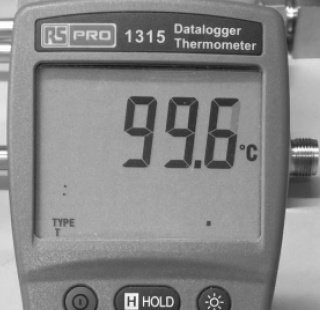 RS PRO 1315 Datalogger
Thermometer
99.6 °C
:
TYPE
T
H HOLD